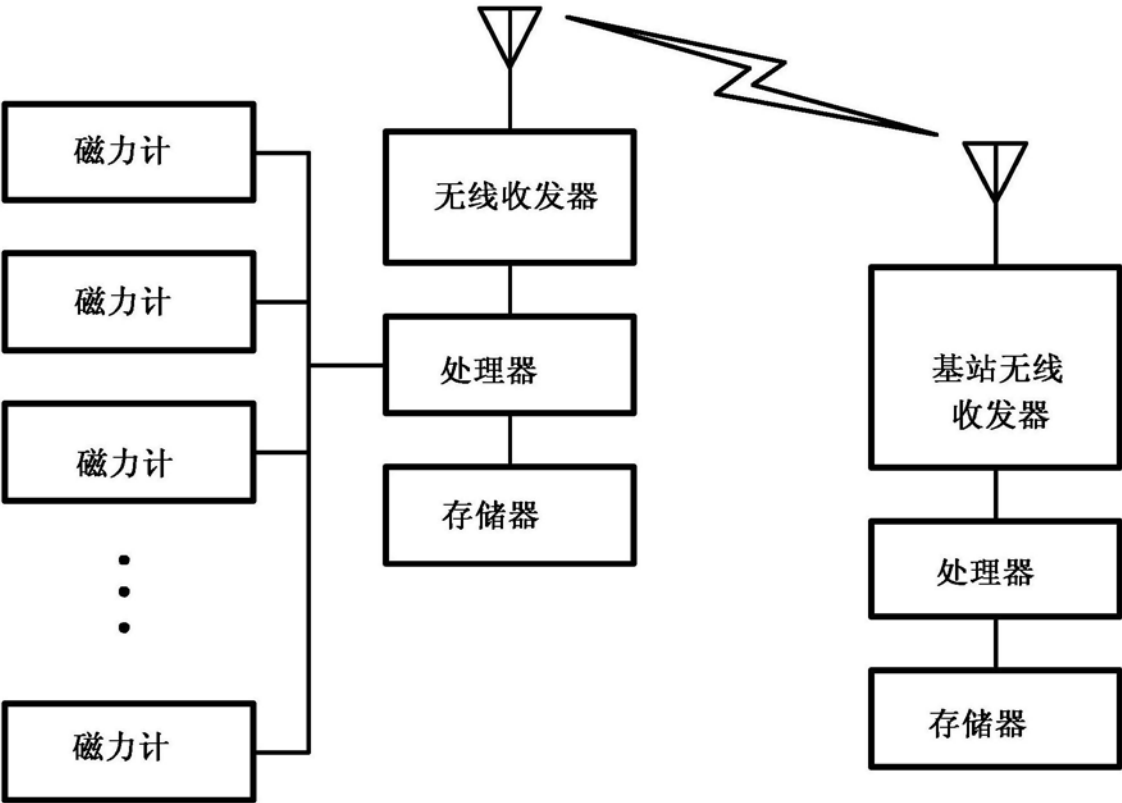 磁力计
磁力计
磁力计
磁力计
无线收发器
处理器
存储器
基站无线
收发器
处理器
存储器